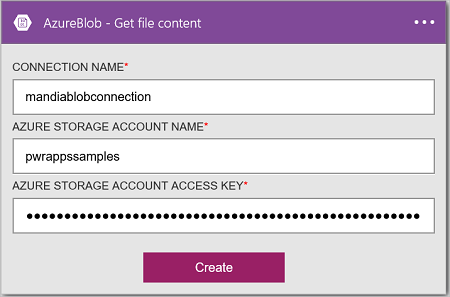 AzureBlob - Get file content
CONNECTION NAME*
mandiablobconnection
AZURE STORAGE ACCOUNT NAME*
pwrappssamples
AZURE STORAGE ACCOUNT ACCESS KEY*
Create